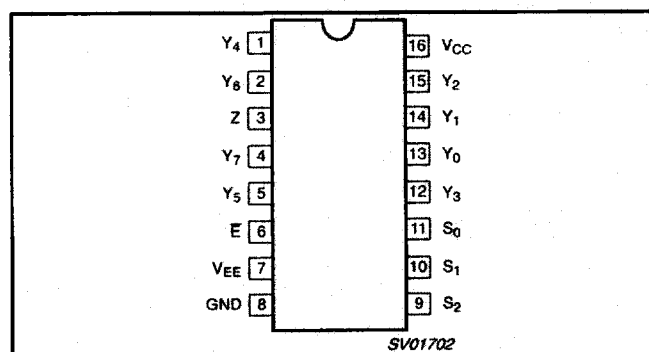 Y4 1 16 VCC
Y6 2 15 Y2
Z 3 14 Y1
Y7 4 13 Y0
Y5 5 12 Y3
E̅ 6 11 S0
VEE 7 10 S1
GND 8 9 S2
SV01702